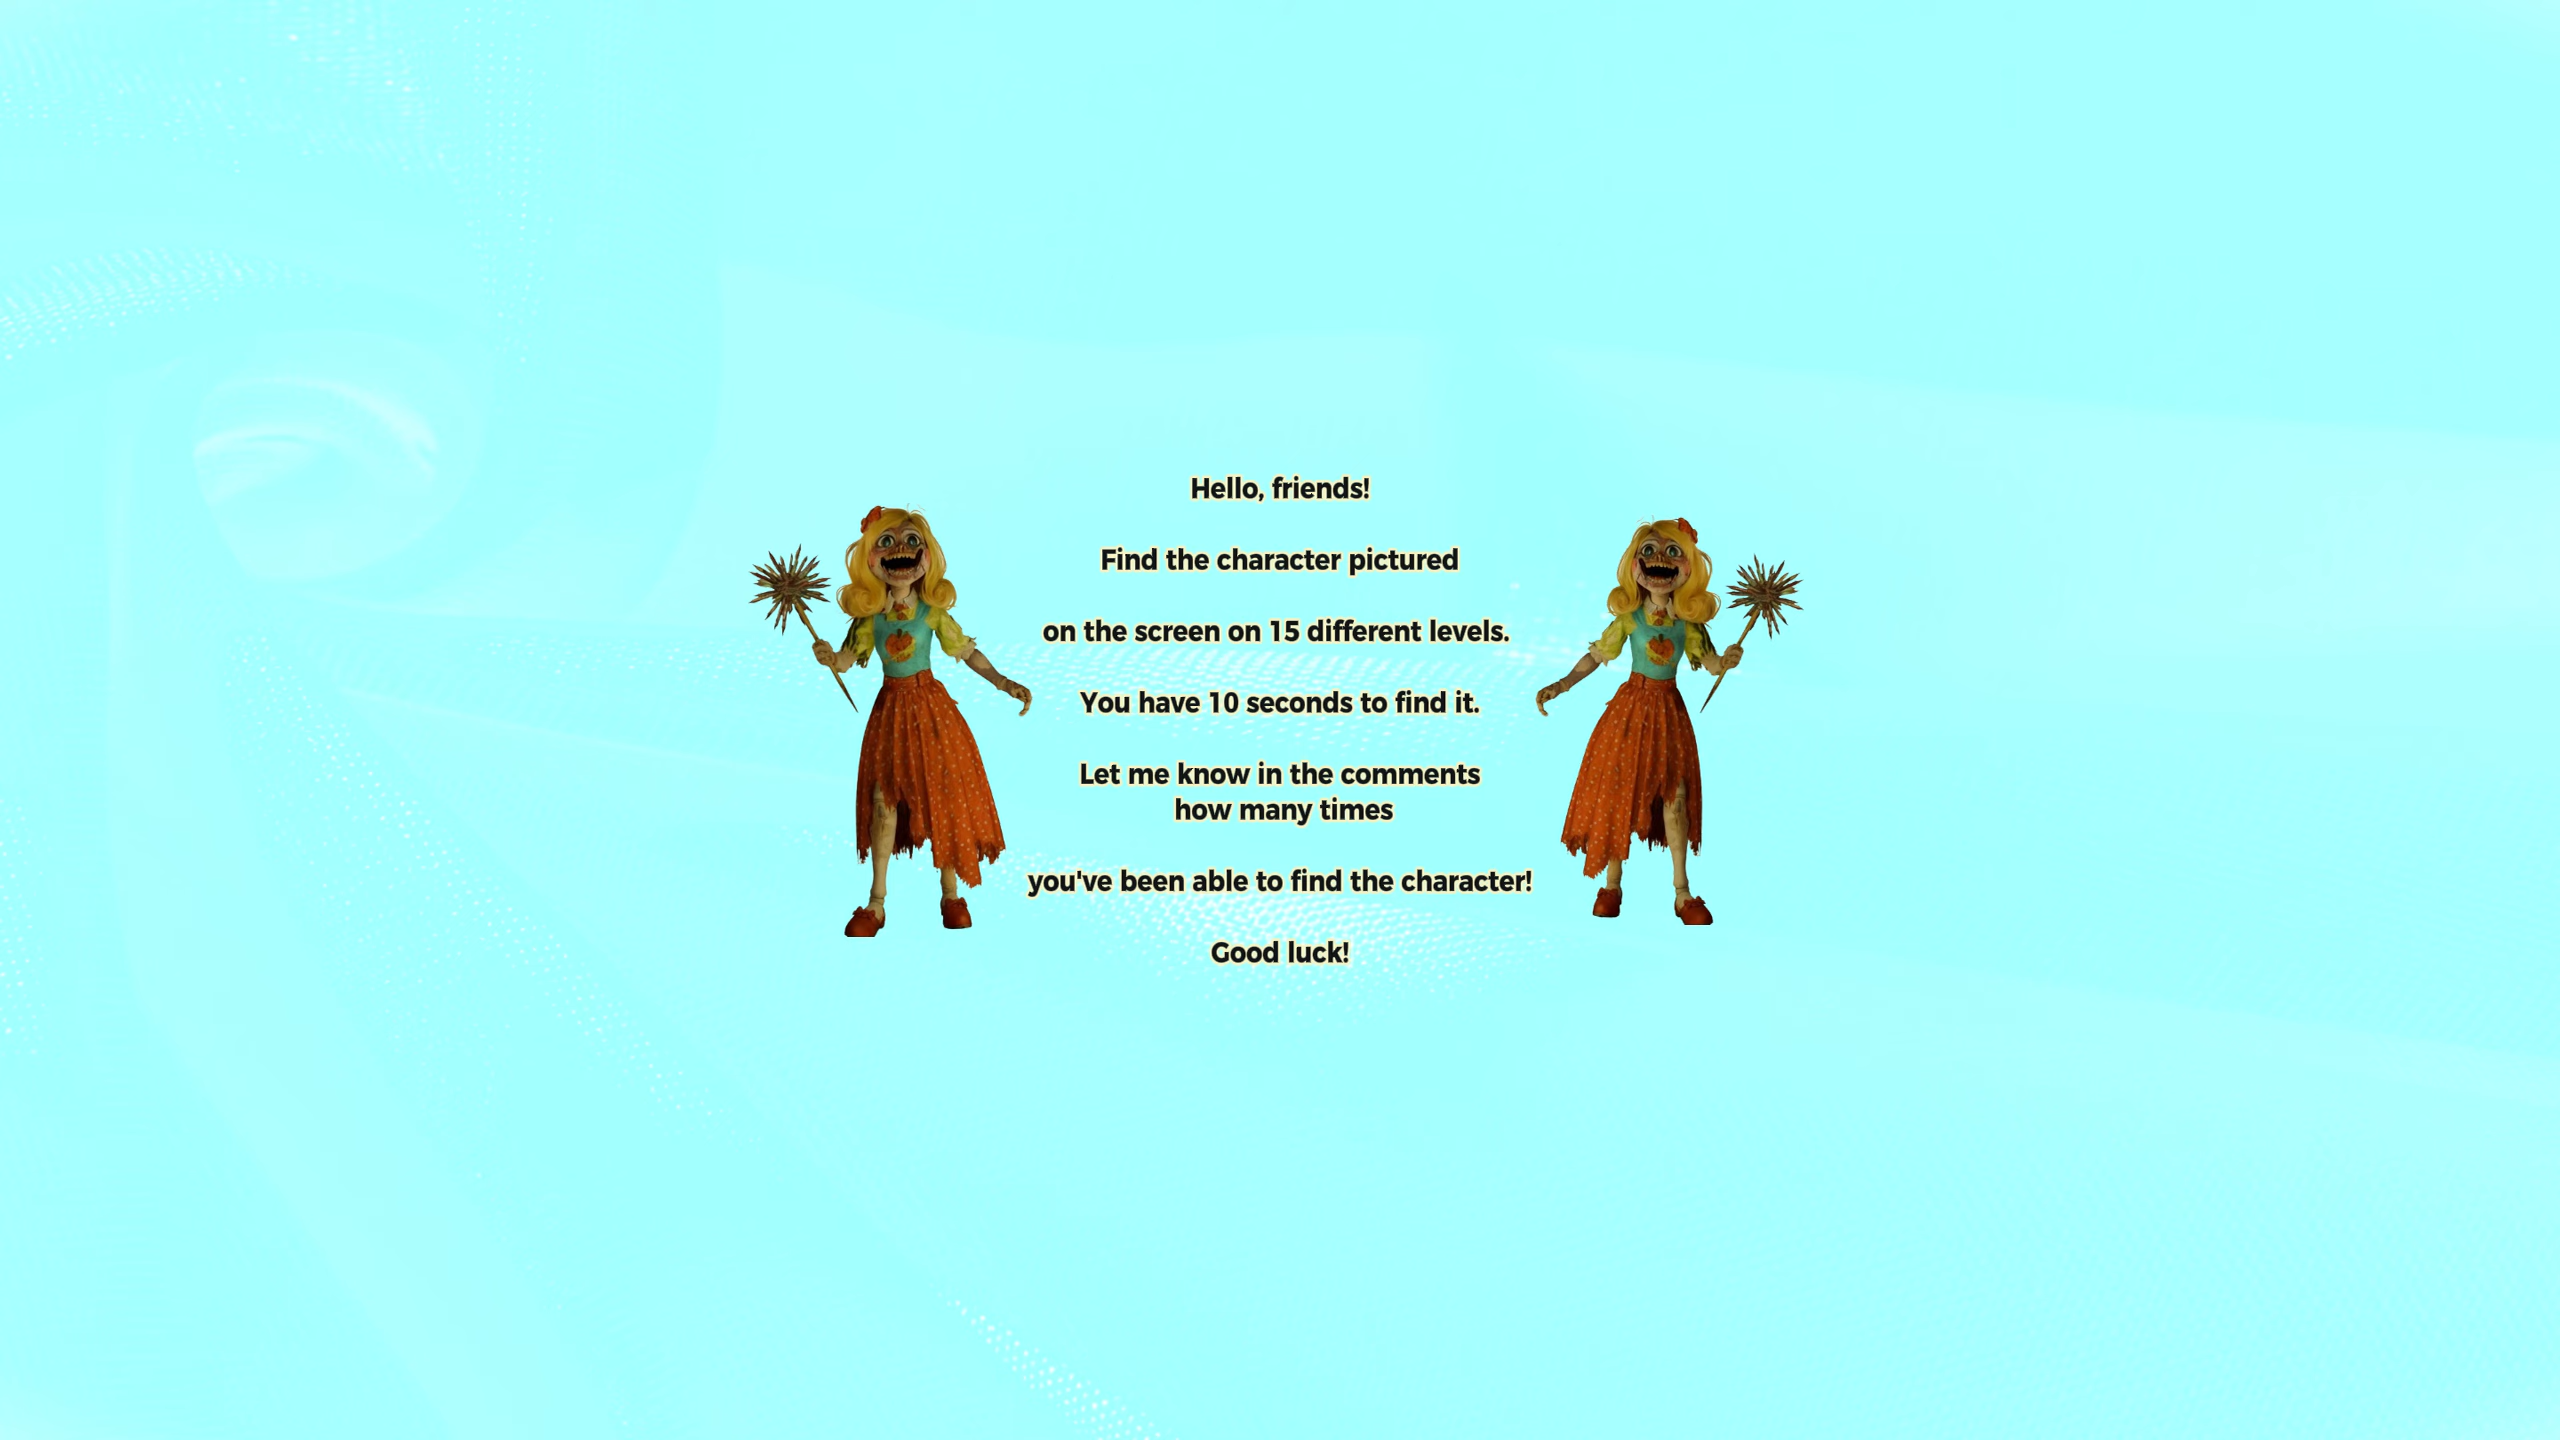 Hello, friends!
Find the character pictured
on the screen on 15 different levels.
You have 10 seconds to find it.
Let me know in the comments
how many times
you've been able to find the character!
Good luck!